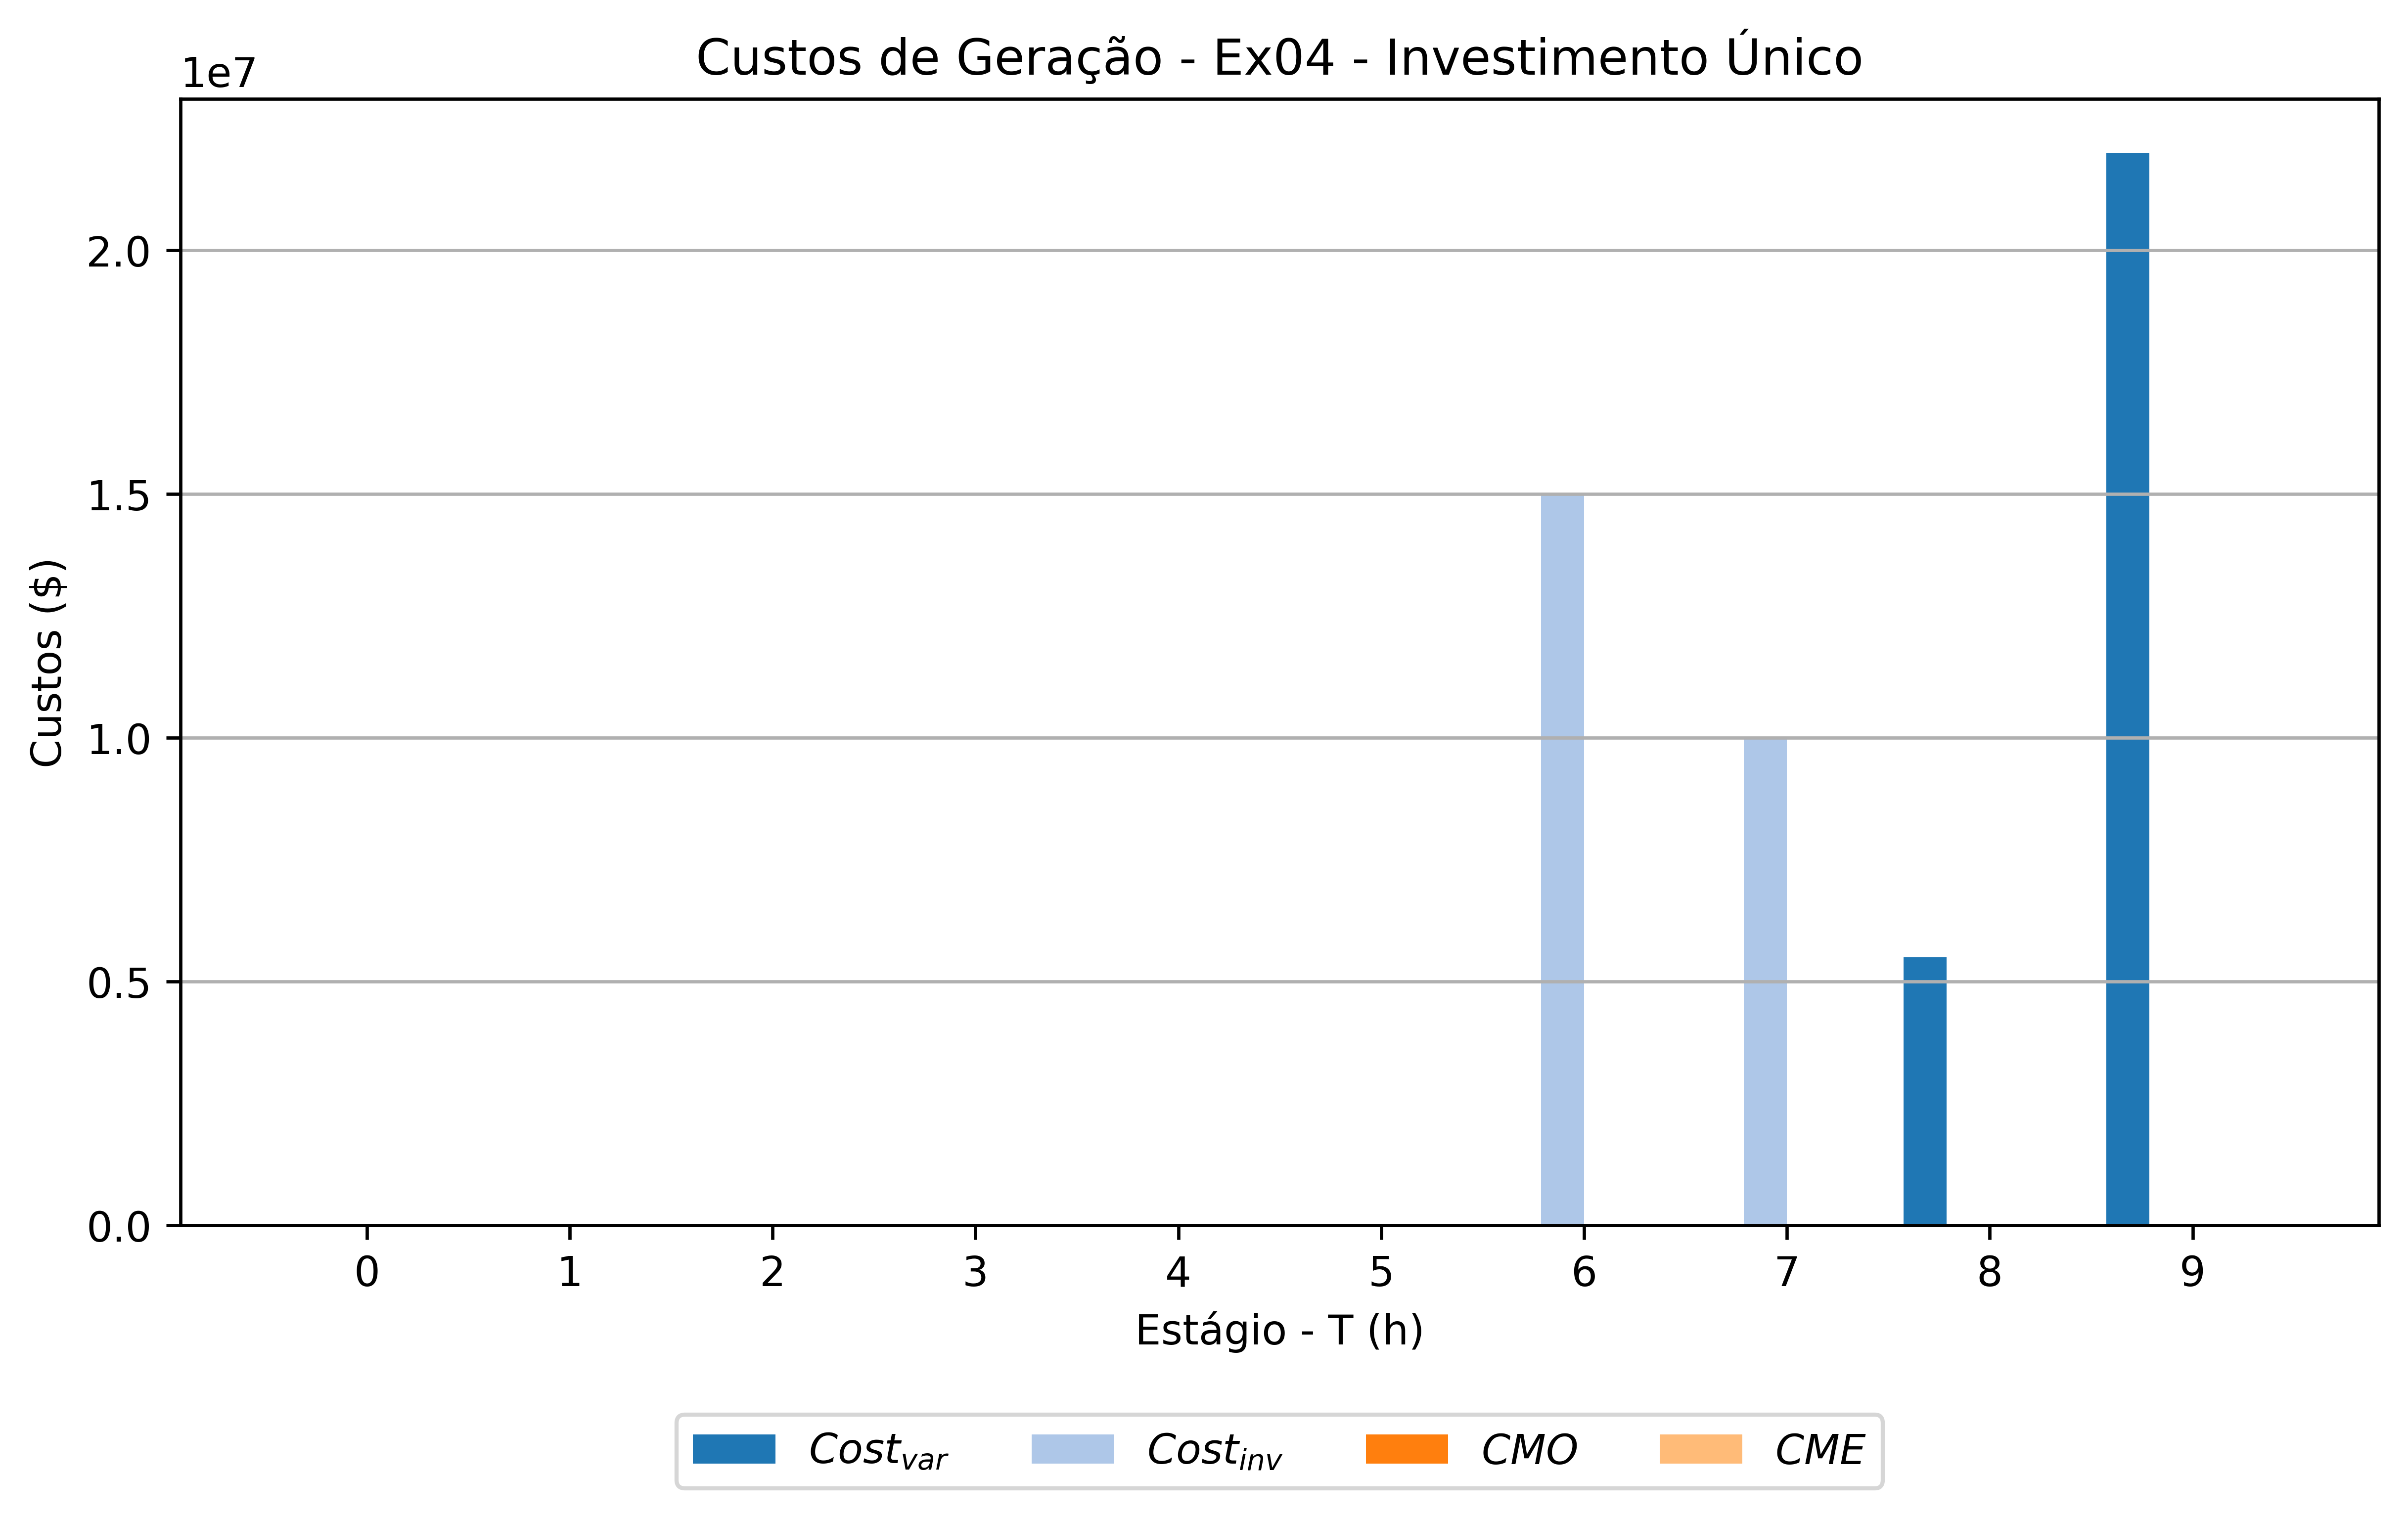 Custos de Geração - Ex04 - Investimento Único
1e7
2.0
1.5
1.0
0.5
0.0
Custos ($)
0 1 2 3 4 5 6 7 8 9
Estágio - T (h)
Cost_var Cost_inv CMO CME